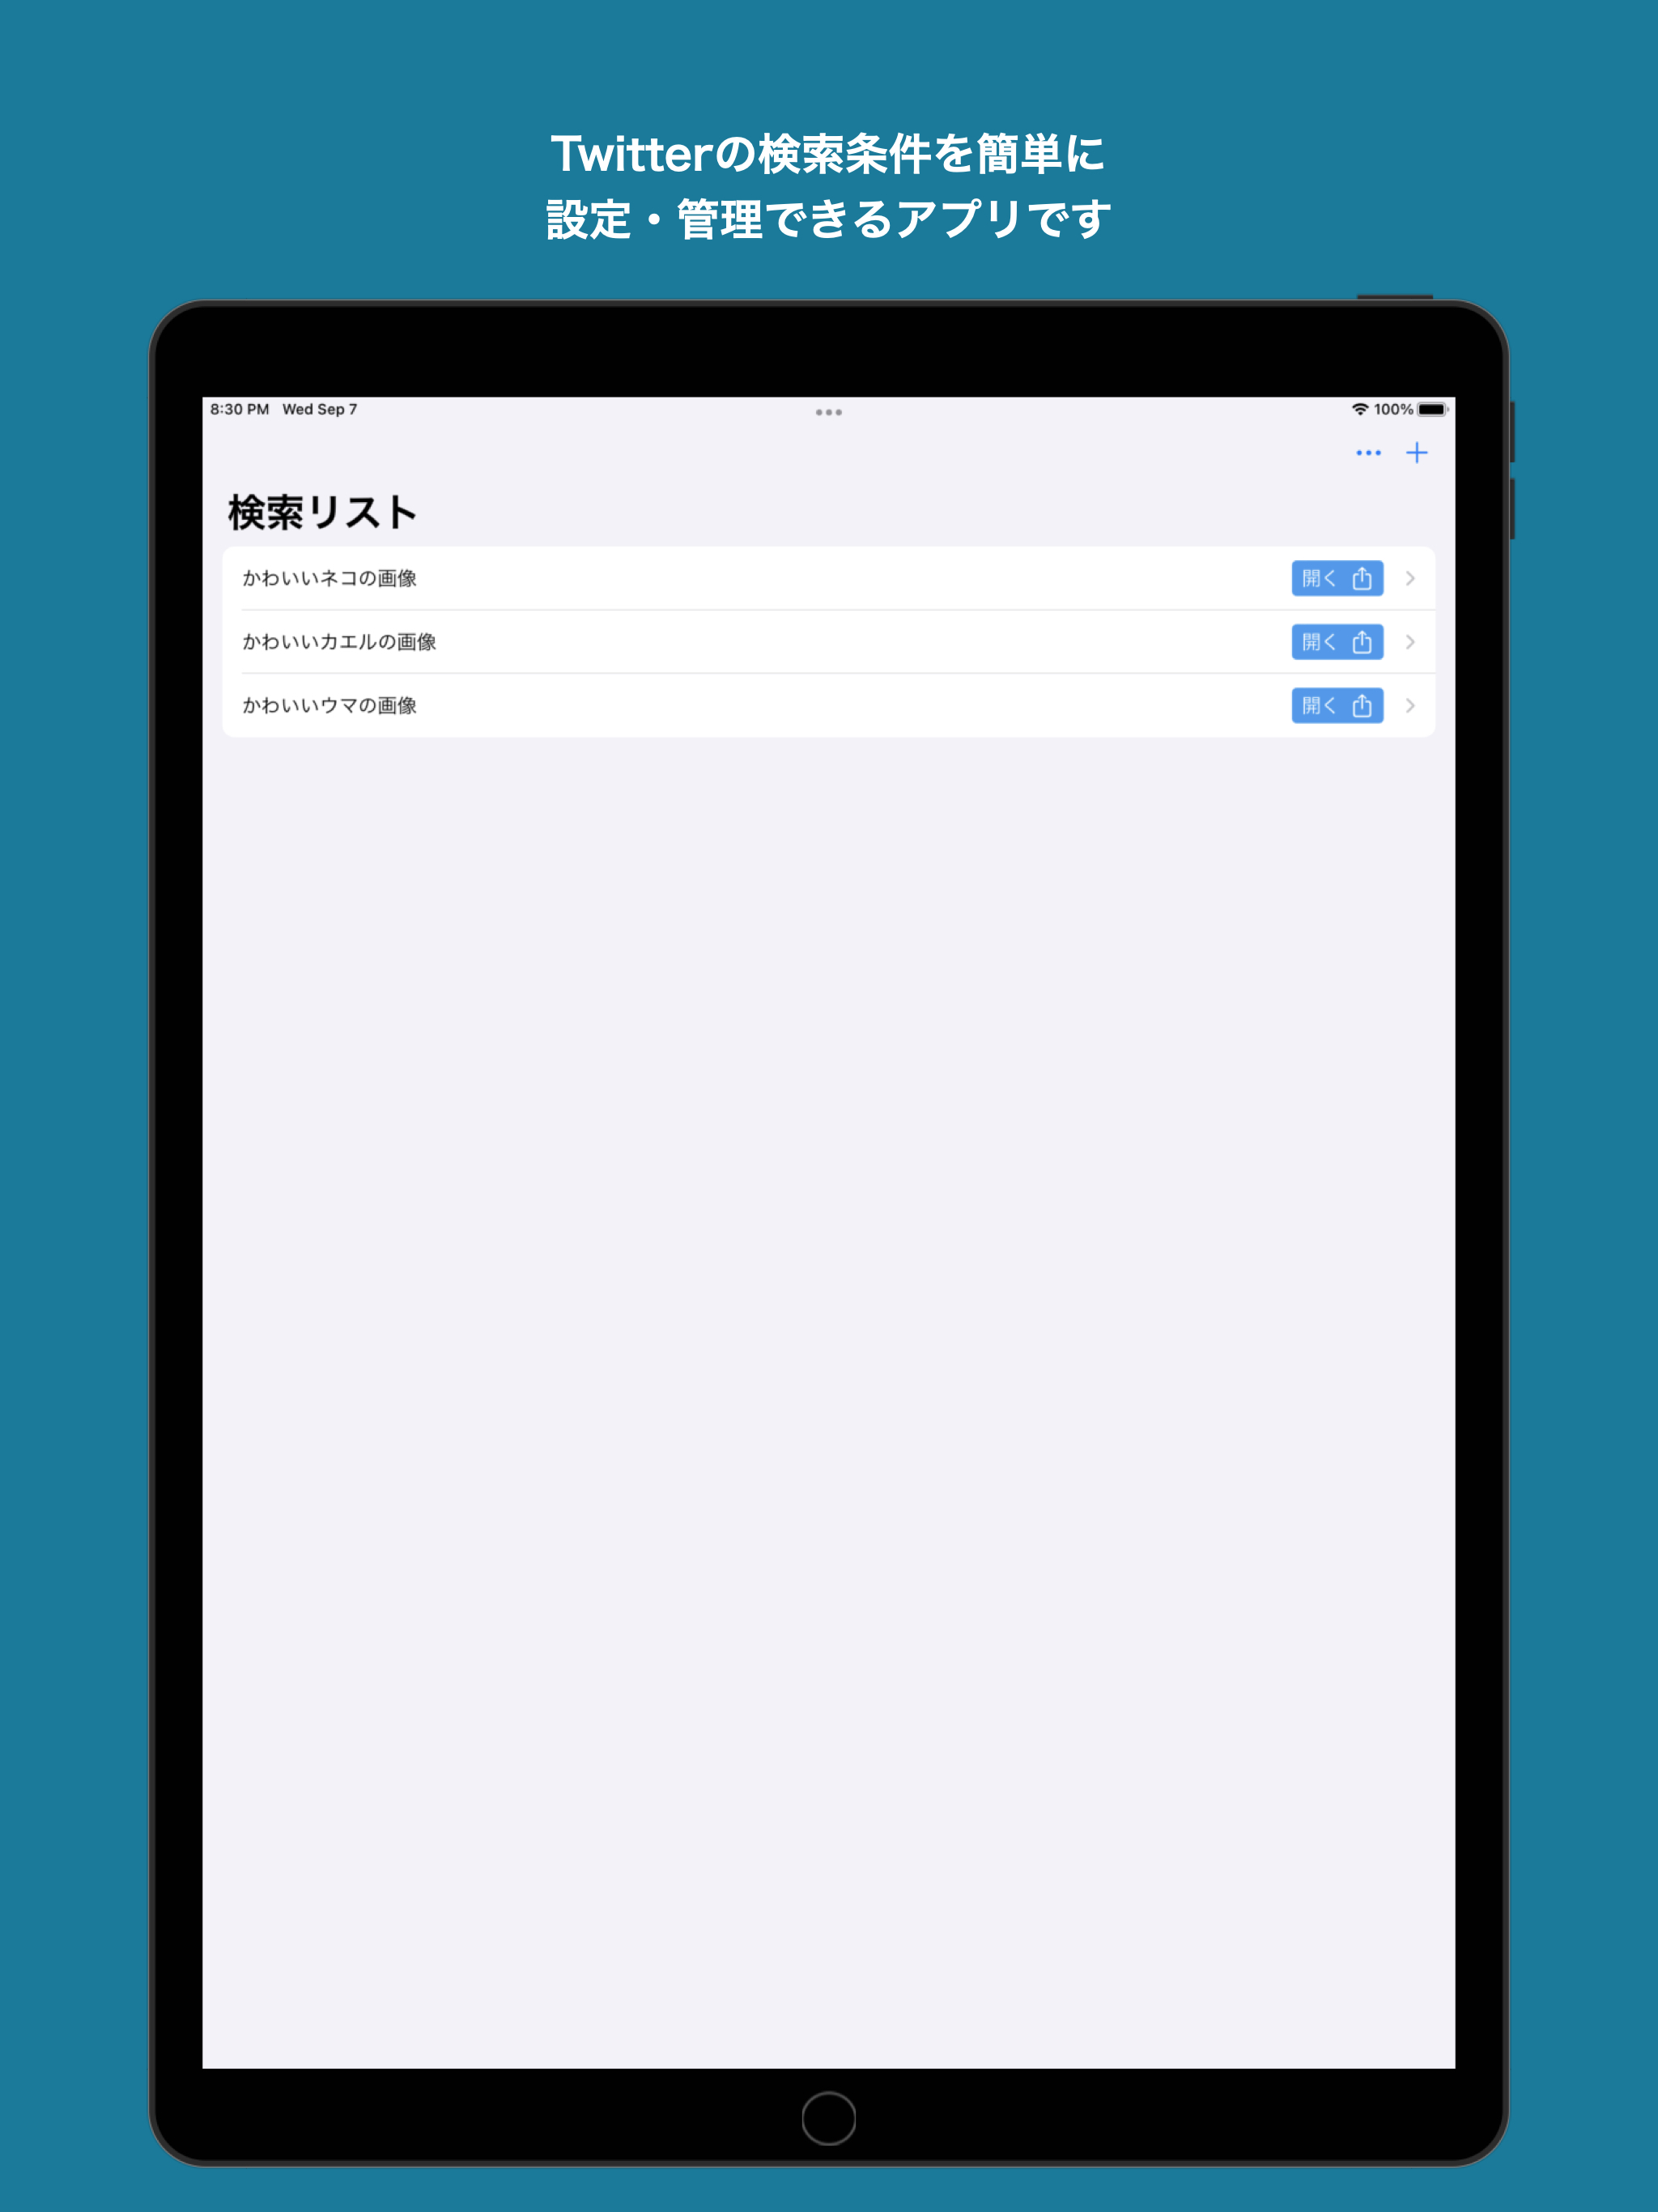 Twitterの検索条件を簡単に
設定・管理できるアプリです
8:30 PM Wed Sep 7 100%
検索リスト
かわいいネコの画像 開く
かわいいカエルの画像 開く
かわいいウマの画像 開く